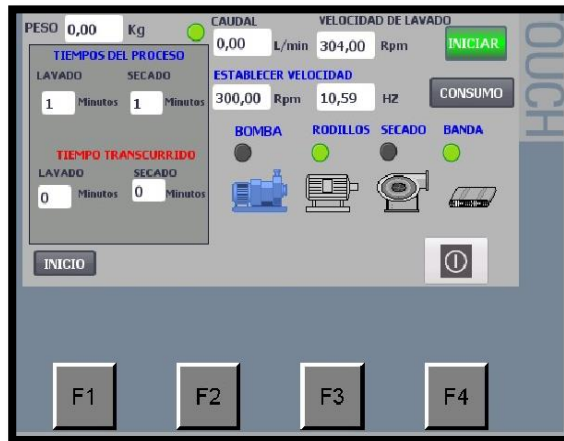 PESO 0,00 Kg
CAUDAL
0,00 L/min
VELOCIDAD DE LAVADO
304,00 Rpm
INICIAR
TIEMPOS DEL PROCESO
LAVADO SECADO
1 Minutos 1 Minutos
ESTABLECER VELOCIDAD
300,00 Rpm 10,59 HZ
CONSUMO
TIEMPO TRANSCURRIDO
LAVADO SECADO
0 Minutos 0 Minutos
BOMBA RODILLOS SECADO BANDA
INICIO
TOUCH
F1 F2 F3 F4